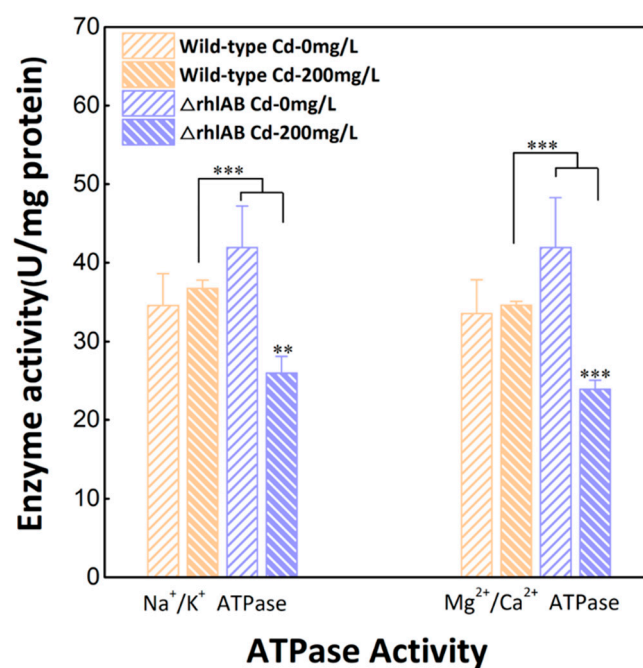 Enzyme activity(U/mg protein)
70
60
50
40
30
20
10
0
Wild-type Cd-0mg/L
Wild-type Cd-200mg/L
△rhlAB Cd-0mg/L
△rhlAB Cd-200mg/L
***
***
**
***
Na⁺/K⁺ ATPase
Mg²⁺/Ca²⁺ ATPase
ATPase Activity